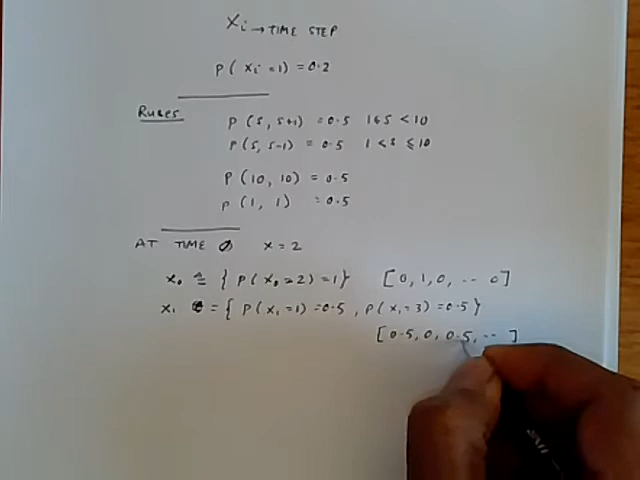 Xi → TIME STEP
P( Xi = 1) = 0.2
RULES
P (S, S+1) = 0.5 1 ≤ S < 10
P(S, S-1) = 0.5 1 < S ≤ 10
P(10, 10) = 0.5
P(1, 1) = 0.5
AT TIME 0 X = 2
X0 ≙ { P(X0=2) = 1} [0, 1, 0, -- 0]
X1 = { P(X1=1) = 0.5, P(X1=3) = 0.5}
[0.5, 0, 0.5, -- ]